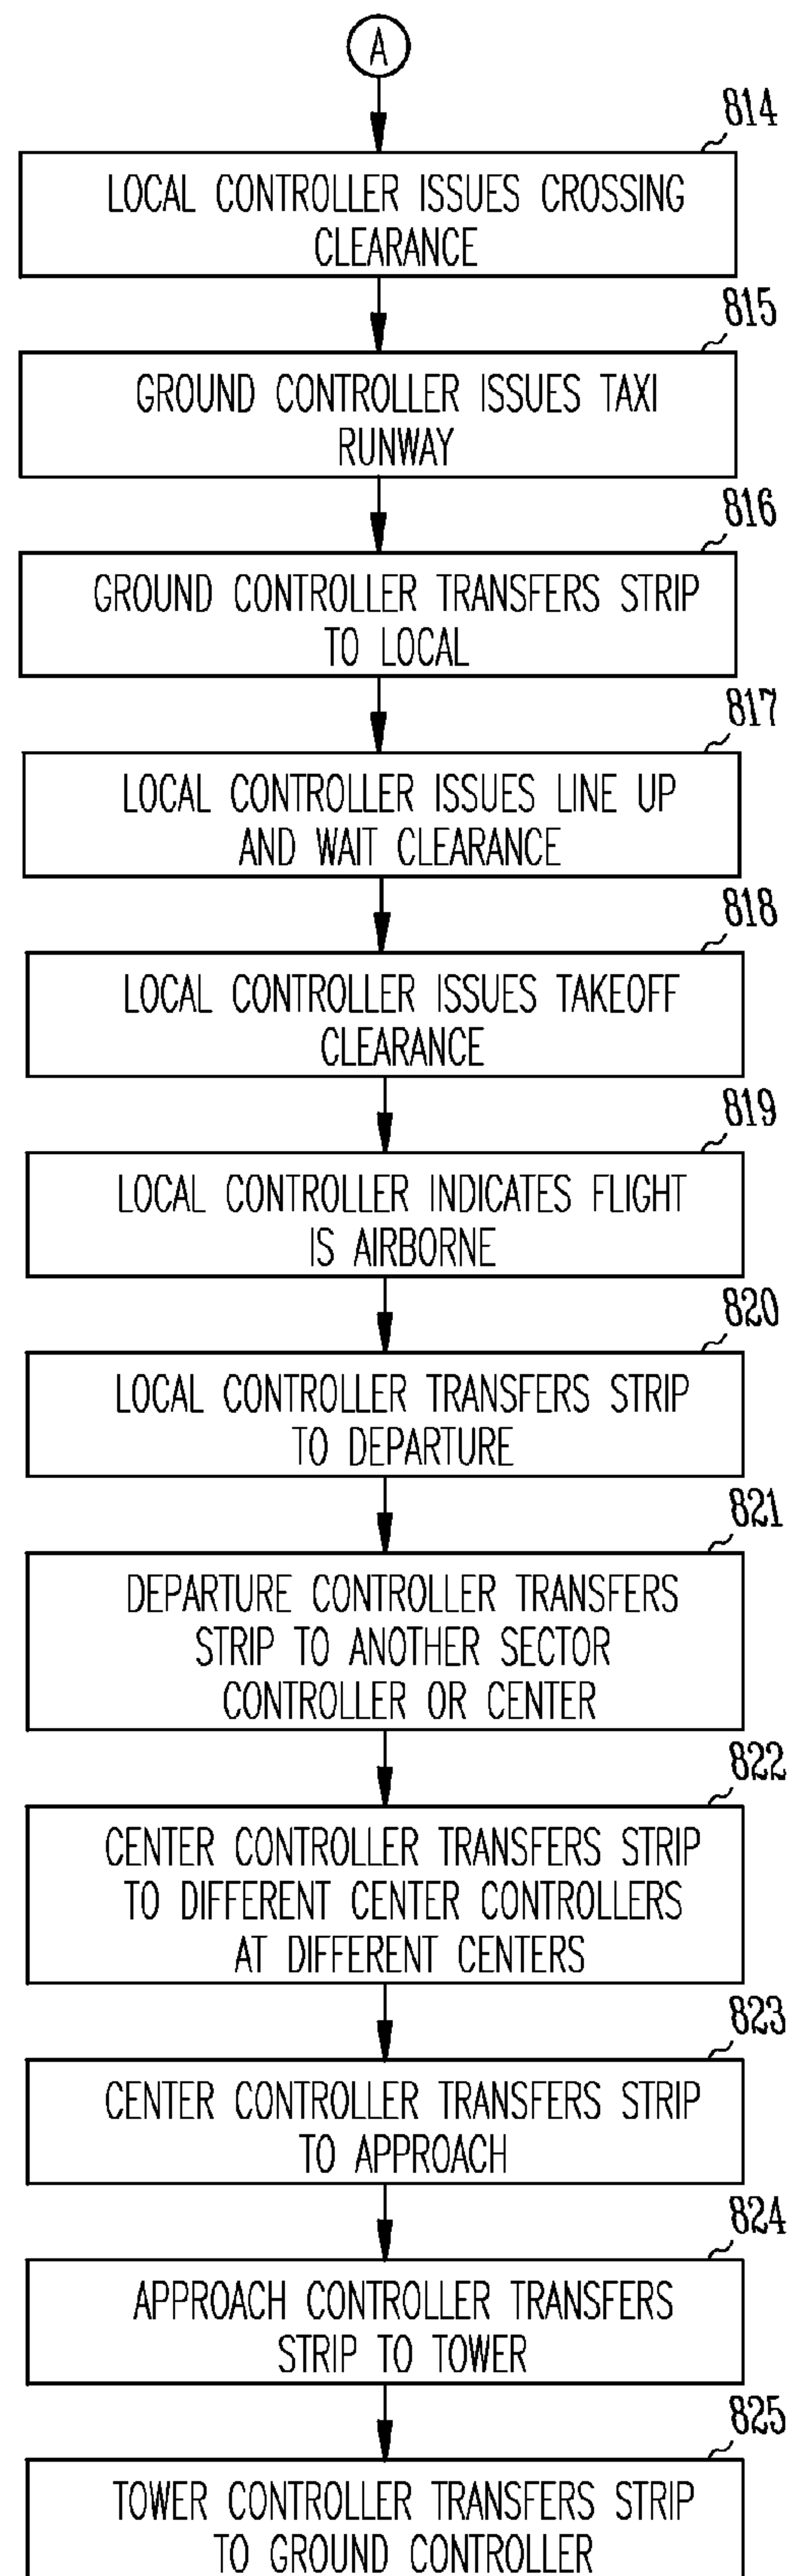 A
814
LOCAL CONTROLLER ISSUES CROSSING
CLEARANCE
815
GROUND CONTROLLER ISSUES TAXI
RUNWAY
816
GROUND CONTROLLER TRANSFERS STRIP
TO LOCAL
817
LOCAL CONTROLLER ISSUES LINE UP
AND WAIT CLEARANCE
818
LOCAL CONTROLLER ISSUES TAKEOFF
CLEARANCE
819
LOCAL CONTROLLER INDICATES FLIGHT
IS AIRBORNE
820
LOCAL CONTROLLER TRANSFERS STRIP
TO DEPARTURE
821
DEPARTURE CONTROLLER TRANSFERS
STRIP TO ANOTHER SECTOR
CONTROLLER OR CENTER
822
CENTER CONTROLLER TRANSFERS STRIP
TO DIFFERENT CENTER CONTROLLERS
AT DIFFERENT CENTERS
823
CENTER CONTROLLER TRANSFERS STRIP
TO APPROACH
824
APPROACH CONTROLLER TRANSFERS
STRIP TO TOWER
825
TOWER CONTROLLER TRANSFERS STRIP
TO GROUND CONTROLLER